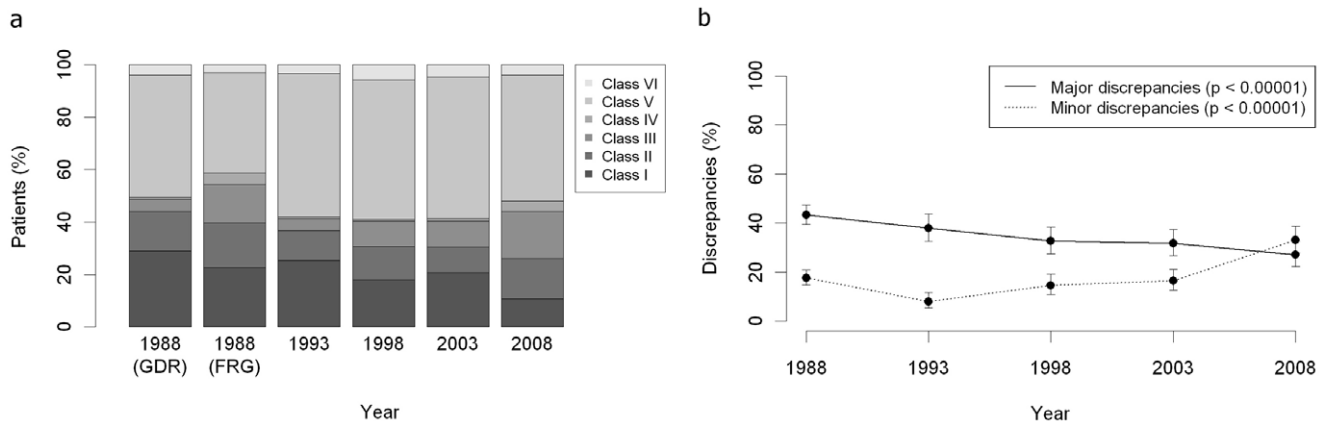 a
Patients (%)
100
80
60
40
20
0
1988
(GDR)
1988
(FRG)
1993
1998
2003
2008
Year
Class VI
Class V
Class IV
Class III
Class II
Class I
b
Discrepancies (%)
100
80
60
40
20
0
Major discrepancies (p < 0.00001)
Minor discrepancies (p < 0.00001)
1988
1993
1998
2003
2008
Year